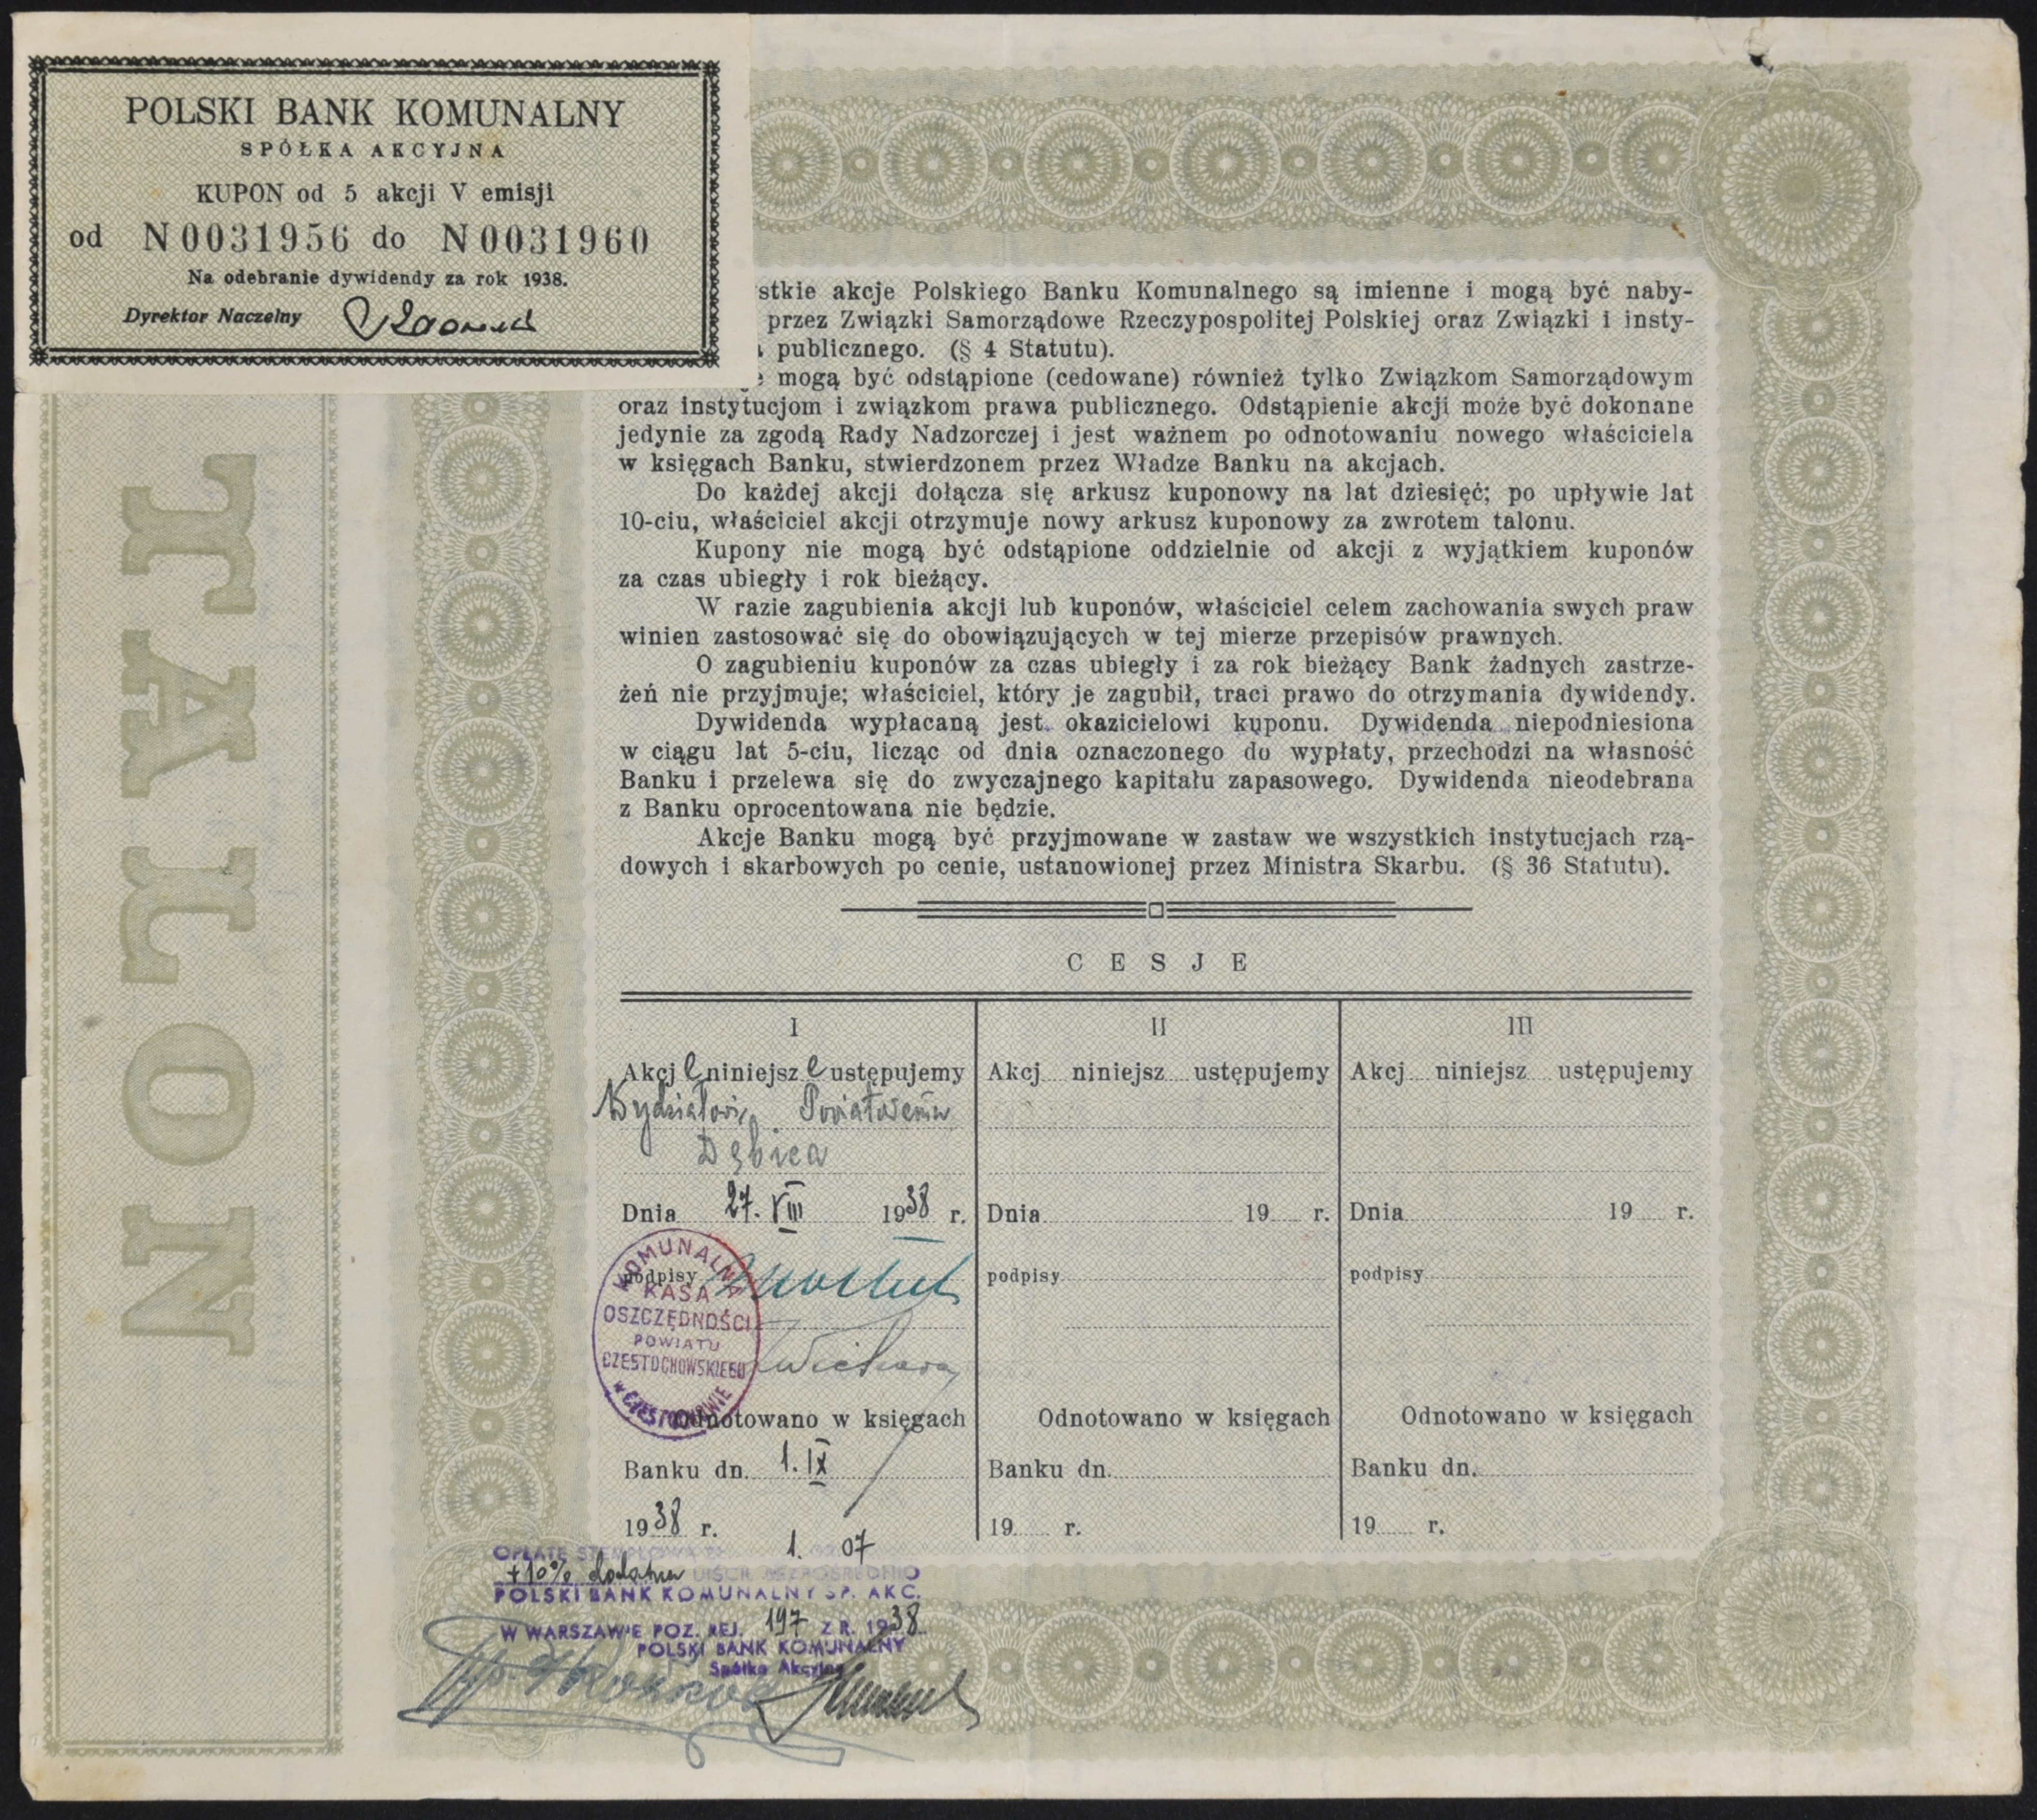 POLSKI BANK KOMUNALNY
SPÓŁKA AKCYJNA
KUPON od 5 akcji V emisji
od N0031956 do N0031960
Na odebranie dywidendy za rok 1938.
Dyrektor Naczelny
TALON
stkie akcje Polskiego Banku Komunalnego są imienne i mogą być naby-
przez Związki Samorządowe Rzeczypospolitej Polskiej oraz Związki i insty-
publicznego. (§ 4 Statutu).
mogą być odstąpione (cedowane) również tylko Związkom Samorządowym
oraz instytucjom i związkom prawa publicznego. Odstąpienie akcji może być dokonane
jedynie za zgodą Rady Nadzorczej i jest ważnem po odnotowaniu nowego właściciela
w księgach Banku, stwierdzonem przez Władze Banku na akcjach.
Do każdej akcji dołącza się arkusz kuponowy na lat dziesięć; po upływie lat
10-ciu, właściciel akcji otrzymuje nowy arkusz kuponowy za zwrotem talonu.
Kupony nie mogą być odstąpione oddzielnie od akcji z wyjątkiem kuponów
za czas ubiegły i rok bieżący.
W razie zagubienia akcji lub kuponów, właściciel celem zachowania swych praw
winien zastosować się do obowiązujących w tej mierze przepisów prawnych.
O zagubieniu kuponów za czas ubiegły i za rok bieżący Bank żadnych zastrze-
żeń nie przyjmuje; właściciel, który je zagubił, traci prawo do otrzymania dywidendy.
Dywidenda wypłacaną jest okazicielowi kuponu. Dywidenda niepodniesiona
w ciągu lat 5-ciu, licząc od dnia oznaczonego do wypłaty, przechodzi na własność
Banku i przelewa się do zwyczajnego kapitału zapasowego. Dywidenda nieodebrana
z Banku oprocentowana nie będzie.
Akcje Banku mogą być przyjmowane w zastaw we wszystkich instytucjach rzą-
dowych i skarbowych po cenie, ustanowionej przez Ministra Skarbu. (§ 36 Statutu).
CESJE
I
Akcje niniejsze ustępujemy
Wydziałowi Powiatowemu
Dębica
Dnia 27. VIII 1938 r.
podpisy
KOMUNALNA
KASA
OSZCZĘDNOŚCI
POWIATU
CZĘSTOCHOWSKIEGO
W CZĘSTOCHOWIE
Odnotowano w księgach
Banku dn. 1. IX
1938 r.
II
Akcj niniejsz ustępujemy
Dnia 19 r.
podpisy
Odnotowano w księgach
Banku dn.
19 r.
III
Akcj niniejsz ustępujemy
Dnia 19 r.
podpisy
Odnotowano w księgach
Banku dn.
19 r.
OPŁATĘ STEMPLOWĄ ZŁ. 1. 07
+10% dodatku UIŚCIŁ BEZPOŚREDNIO
POLSKI BANK KOMUNALNY SP. AKC.
W WARSZAWIE POZ. REJ. 197 Z R. 1938
POLSKI BANK KOMUNALNY
Spółka Akcyjna